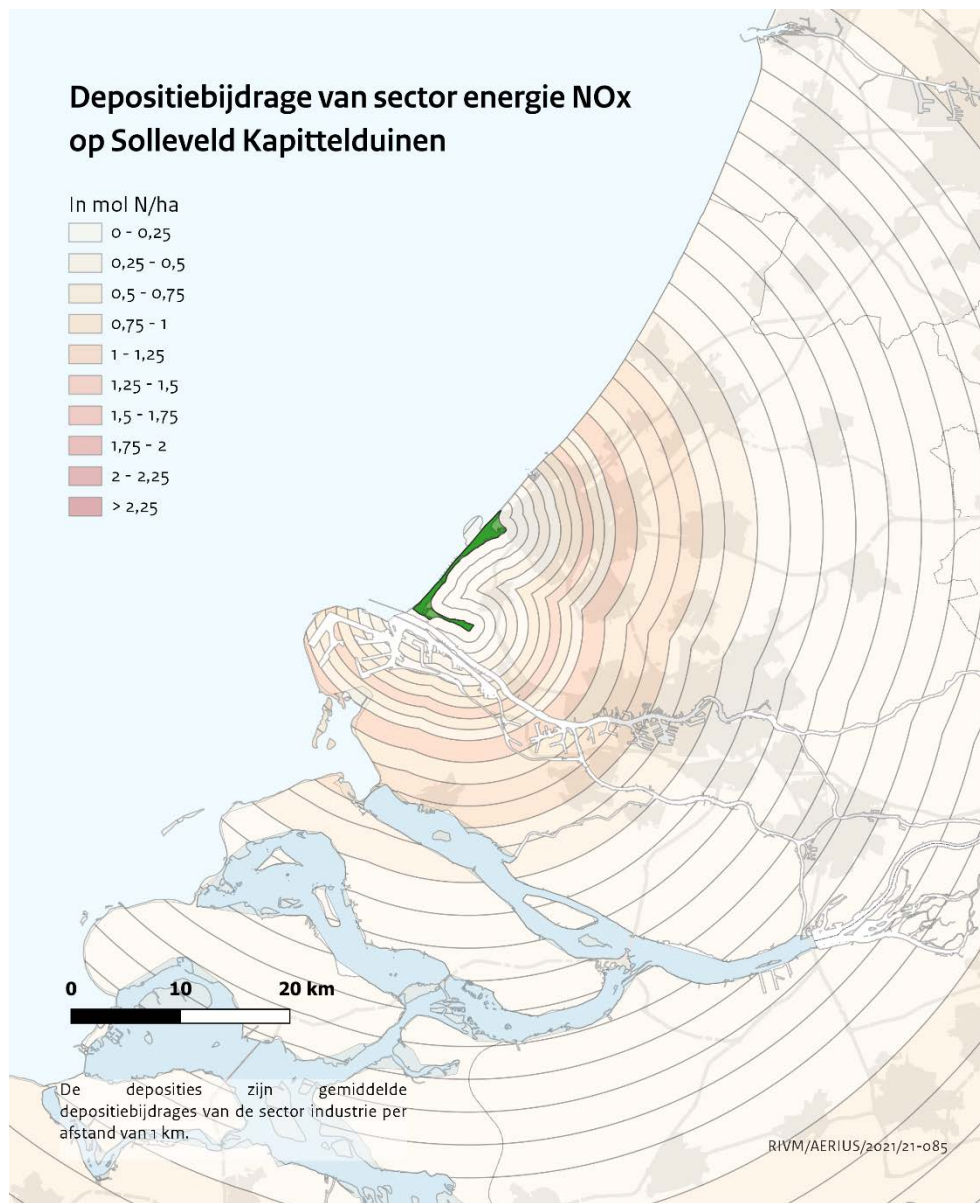 Depositiebijdrage van sector energie NOx
op Solleveld Kapittelduinen
In mol N/ha
0 - 0,25
0,25 - 0,5
0,5 - 0,75
0,75 - 1
1 - 1,25
1,25 - 1,5
1,5 - 1,75
1,75 - 2
2 - 2,25
> 2,25
0 10 20 km
De deposities zijn gemiddelde
depositiebijdrages van de sector industrie per
afstand van 1 km.
RIVM/AERIUS/2021/21-085